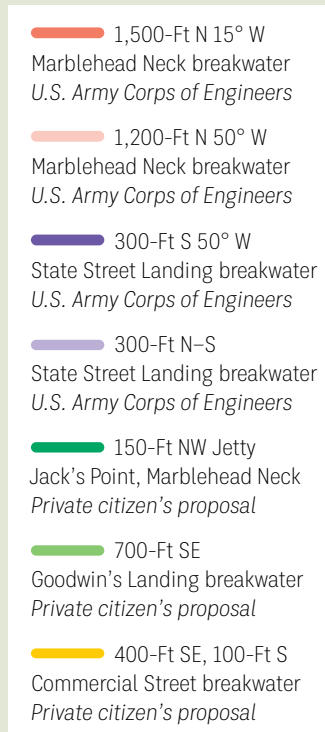 1,500-Ft N 15° W
Marblehead Neck breakwater
U.S. Army Corps of Engineers
1,200-Ft N 50° W
Marblehead Neck breakwater
U.S. Army Corps of Engineers
300-Ft S 50° W
State Street Landing breakwater
U.S. Army Corps of Engineers
300-Ft N–S
State Street Landing breakwater
U.S. Army Corps of Engineers
150-Ft NW Jetty
Jack’s Point, Marblehead Neck
Private citizen’s proposal
700-Ft SE
Goodwin’s Landing breakwater
Private citizen’s proposal
400-Ft SE, 100-Ft S
Commercial Street breakwater
Private citizen’s proposal